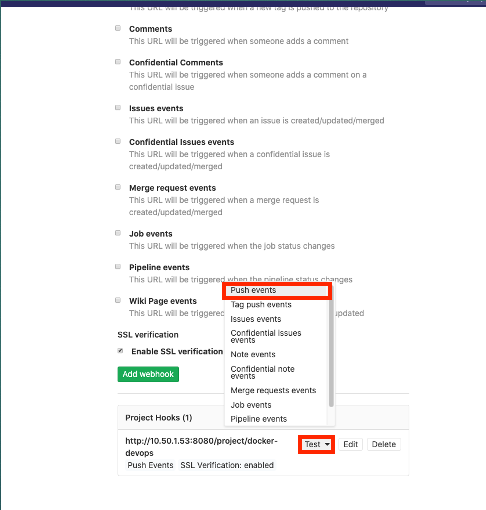 This URL will be triggered when a new tag is pushed to the repository
Comments
This URL will be triggered when someone adds a comment
Confidential Comments
This URL will be triggered when someone adds a comment on a
confidential issue
Issues events
This URL will be triggered when an issue is created/updated/merged
Confidential Issues events
This URL will be triggered when a confidential issue is
created/updated/merged
Merge request events
This URL will be triggered when a merge request is
created/updated/merged
Job events
This URL will be triggered when the job status changes
Pipeline events
This URL will be triggered when the pipeline status changes
Wiki Page events
This URL will be triggered updated
SSL verification
Enable SSL verification
Add webhook
Push events
Tag push events
Issues events
Confidential Issues
events
Note events
Confidential note
events
Merge requests events
Job events
Pipeline events
Project Hooks (1)
http://10.50.1.53:8080/project/docker-
devops
Test Edit Delete
Push Events SSL Verification: enabled